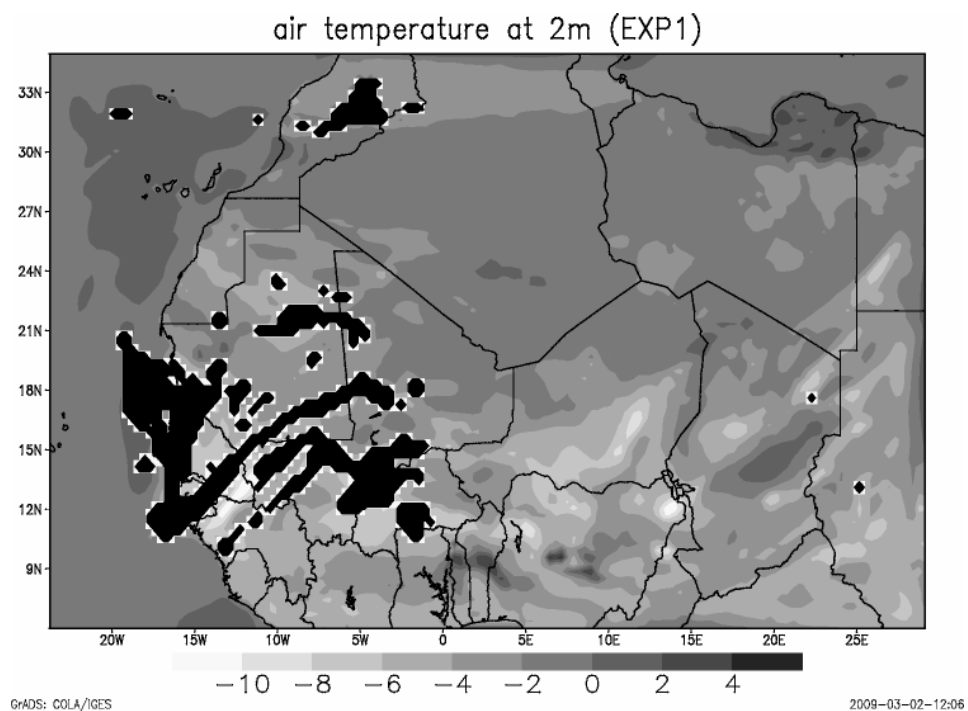 air temperature at 2m (EXP1)
33N
30N
27N
24N
21N
18N
15N
12N
9N
20W 15W 10W 5W 0 5E 10E 15E 20E 25E
−10 −8 −6 −4 −2 0 2 4
GrADS: COLA/IGES 2009-03-02-12:06